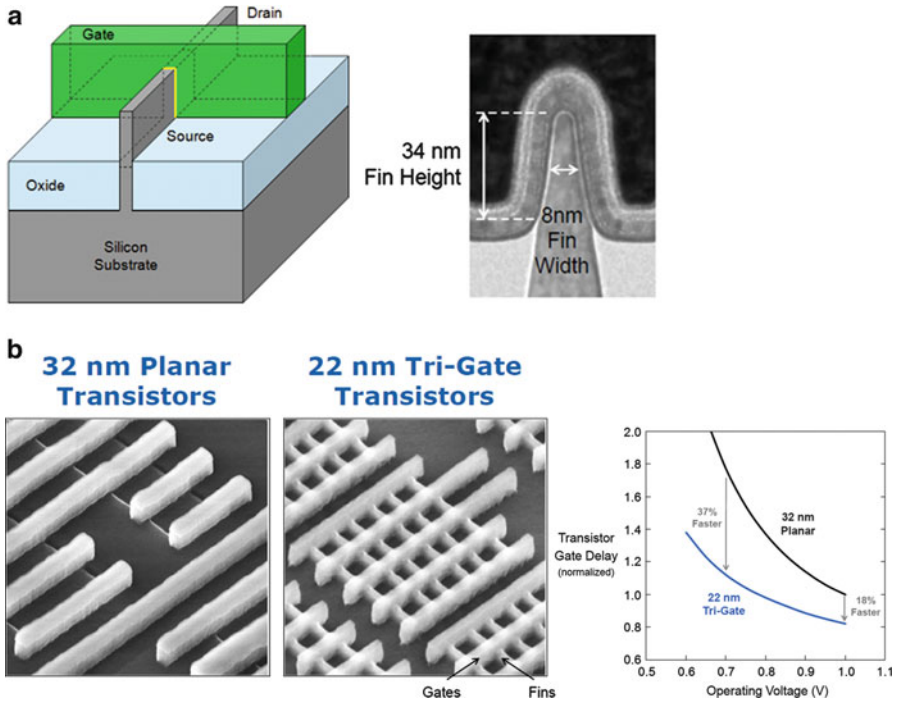 a
Drain
Gate
Source
Oxide
Silicon
Substrate
34 nm
Fin Height
8nm
Fin
Width
b
32 nm Planar
Transistors
22 nm Tri-Gate
Transistors
Gates
Fins
Transistor
Gate Delay
(normalized)
2.0
1.8
1.6
1.4
1.2
1.0
0.8
0.6
37%
Faster
32 nm
Planar
22 nm
Tri-Gate
18%
Faster
0.5 0.6 0.7 0.8 0.9 1.0 1.1
Operating Voltage (V)